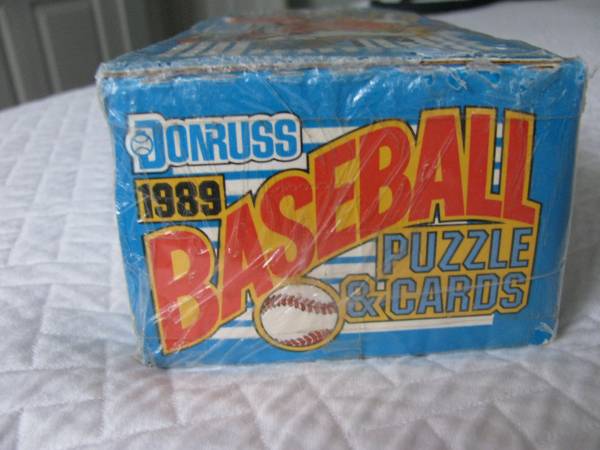 DONRUSS
1989
BASEBALL
PUZZLE
& CARDS